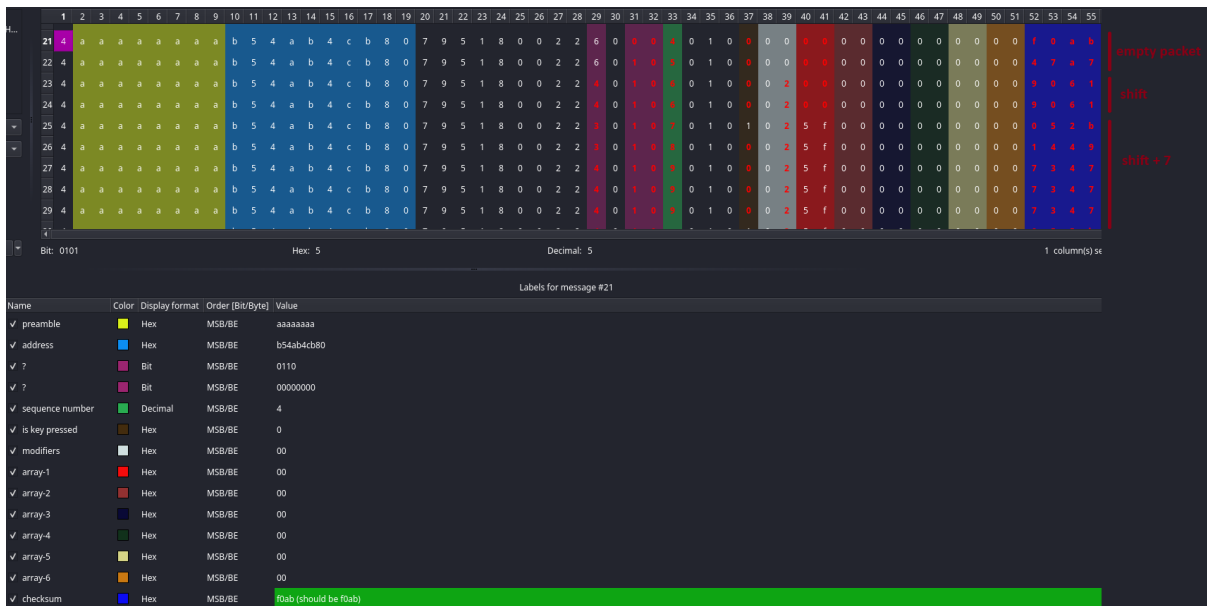 1 2 3 4 5 6 7 8 9 10 11 12 13 14 15 16 17 18 19 20 21 22 23 24 25 26 27 28 29 30 31 32 33 34 35 36 37 38 39 40 41 42 43 44 45 46 47 48 49 50 51 52 53 54 55
H...
21 4 a a a a a a a a b 5 4 a b 4 c b 8 0 7 9 5 1 8 0 0 2 2 6 0 0 0 0 1 0 0 0 0 0 0 0 0 0 0 0 0 0 0 0 0 f 0 a b
empty packet
22 4 a a a a a a a a b 5 4 a b 4 c b 8 0 7 9 5 1 8 0 0 2 2 6 0 1 0 0 1 0 0 0 0 0 0 0 0 0 0 0 0 0 0 0 0 4 7 a 7
23 4 a a a a a a a a b 5 4 a b 4 c b 8 0 7 9 5 1 8 0 0 2 2 4 0 1 0 0 1 0 0 0 2 0 0 0 0 0 0 0 0 0 0 0 0 9 0 6 1
shift
24 4 a a a a a a a a b 5 4 a b 4 c b 8 0 7 9 5 1 8 0 0 2 2 4 0 1 0 0 1 0 0 0 2 0 0 0 0 0 0 0 0 0 0 0 0 9 0 6 1
25 4 a a a a a a a a b 5 4 a b 4 c b 8 0 7 9 5 1 8 0 0 2 2 3 0 1 0 0 1 0 1 0 2 5 f 0 0 0 0 0 0 0 0 0 0 0 5 2 b
26 4 a a a a a a a a b 5 4 a b 4 c b 8 0 7 9 5 1 8 0 0 2 2 3 0 1 0 0 1 0 0 0 2 5 f 0 0 0 0 0 0 0 0 0 0 1 4 4 9
27 4 a a a a a a a a b 5 4 a b 4 c b 8 0 7 9 5 1 8 0 0 2 2 4 0 1 0 0 1 0 0 0 2 5 f 0 0 0 0 0 0 0 0 0 0 7 3 4 7
shift + ?
28 4 a a a a a a a a b 5 4 a b 4 c b 8 0 7 9 5 1 8 0 0 2 2 4 0 1 0 0 1 0 0 0 2 5 f 0 0 0 0 0 0 0 0 0 0 7 3 4 7
29 4 a a a a a a a a b 5 4 a b 4 c b 8 0 7 9 5 1 8 0 0 2 2 4 0 1 0 0 1 0 0 0 2 5 f 0 0 0 0 0 0 0 0 0 0 7 3 4 7
Bit: 0101 Hex: 5 Decimal: 5 1 column(s) se
Labels for message #21
Name Color Display format Order [Bit/Byte] Value
preamble Hex MSB/BE aaaaaaaa
address Hex MSB/BE b54ab4cb80
? Bit MSB/BE 0110
? Bit MSB/BE 00000000
sequence number Decimal MSB/BE 4
is key pressed Hex MSB/BE 0
modifiers Hex MSB/BE 00
array-1 Hex MSB/BE 00
array-2 Hex MSB/BE 00
array-3 Hex MSB/BE 00
array-4 Hex MSB/BE 00
array-5 Hex MSB/BE 00
array-6 Hex MSB/BE 00
checksum Hex MSB/BE f0ab (should be f0ab)